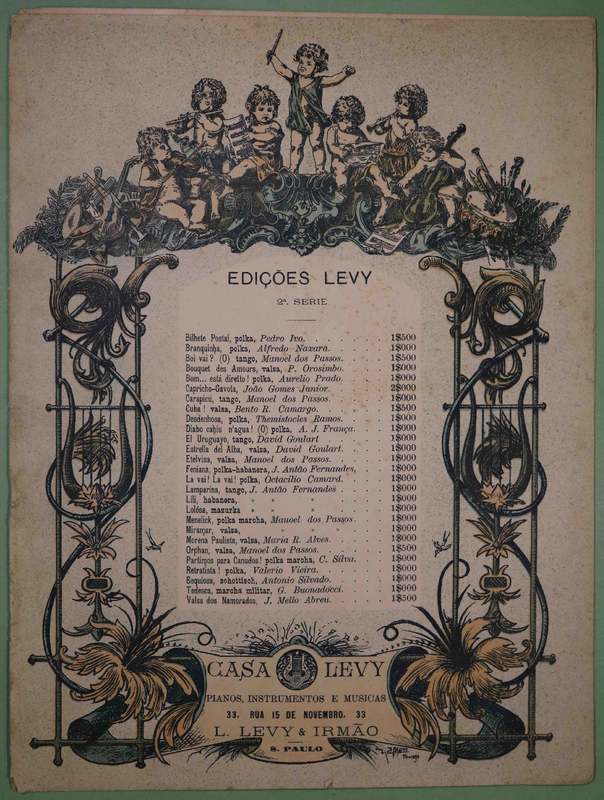 EDIÇÕES LEVY
2ª. SERIE
Bilhete Postal, polka, Pedro Ivo, 1$500
Branquinha, polka, Alfredo Naxara. 1$000
Boi vai? (O) tango, Manoel dos Passos. 1$500
Bouquet des Amours, valsa, P. Orosimbo. 1$000
Bom... está direito! polka, Aurelio Prado. 1$000
Capricho-Gavota, João Gomes Junior. 2$000
Carapicú, tango, Manoel dos Passos. 1$000
Cuba! valsa, Bento R. Camargo. 1$500
Desdenhosa, polka, Themistocles Ramos. 1$000
Diabo cahiu n'agua! (O) polka, A. J. França. 1$000
El Uruguayo, tango, David Goulart 1$000
Estrella del Alba, valsa, David Goulart. 1$000
Etelvina, valsa, Manoel dos Passos. 1$000
Feniana, polka-habanera, J. Antão Fernandes, 1$000
La vai! La vai! polka, Octacilio Camará. 1$000
Lamparina, tango, J. Antão Fernandes 1$000
Lili, habanera, » » » 1$000
Lolósa, mazurka » » » 1$000
Menelick, polka marcha, Manoel dos Passos. 1$000
Miramar, valsa, » » » 1$000
Morena Paulista, valsa, Maria R. Alves. 1$000
Orphan, valsa, Manoel dos Passos. 1$500
Partimos para Canudos! polka marcha, C. Silva. 1$000
Retratista! polka, Valerio Vieira. 1$000
Sequiosa, schottisch, Antonio Silvado. 1$000
Tedesca, marcha militar, G. Buonadocci. 1$000
Valsa dos Namorados, J. Mello Abreu. 1$500
CASA LEVY
PIANOS, INSTRUMENTOS E MUSICAS
33, RUA 15 DE NOVEMBRO, 33
L. LEVY & IRMÃO
S. PAULO